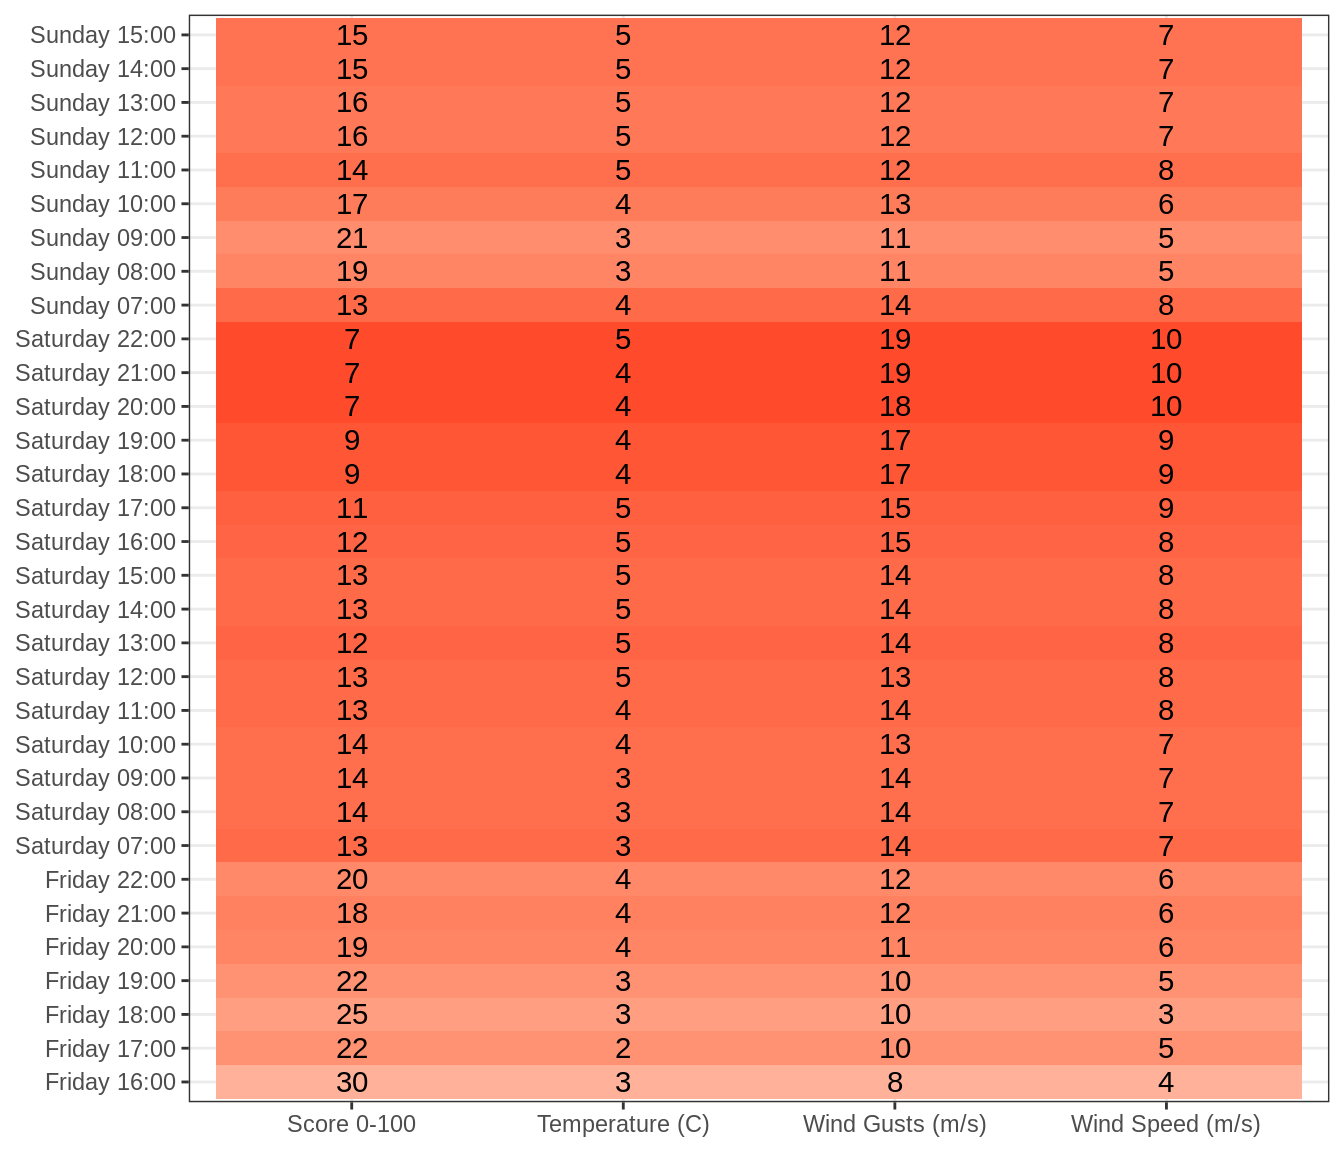 Sunday 15:00 15 5 12 7
Sunday 14:00 15 5 12 7
Sunday 13:00 16 5 12 7
Sunday 12:00 16 5 12 7
Sunday 11:00 14 5 12 8
Sunday 10:00 17 4 13 6
Sunday 09:00 21 3 11 5
Sunday 08:00 19 3 11 5
Sunday 07:00 13 4 14 8
Saturday 22:00 7 5 19 10
Saturday 21:00 7 4 19 10
Saturday 20:00 7 4 18 10
Saturday 19:00 9 4 17 9
Saturday 18:00 9 4 17 9
Saturday 17:00 11 5 15 9
Saturday 16:00 12 5 15 8
Saturday 15:00 13 5 14 8
Saturday 14:00 13 5 14 8
Saturday 13:00 12 5 14 8
Saturday 12:00 13 5 13 8
Saturday 11:00 13 4 14 8
Saturday 10:00 14 4 13 7
Saturday 09:00 14 3 14 7
Saturday 08:00 14 3 14 7
Saturday 07:00 13 3 14 7
Friday 22:00 20 4 12 6
Friday 21:00 18 4 12 6
Friday 20:00 19 4 11 6
Friday 19:00 22 3 10 5
Friday 18:00 25 3 10 3
Friday 17:00 22 2 10 5
Friday 16:00 30 3 8 4
Score 0-100 Temperature (C) Wind Gusts (m/s) Wind Speed (m/s)